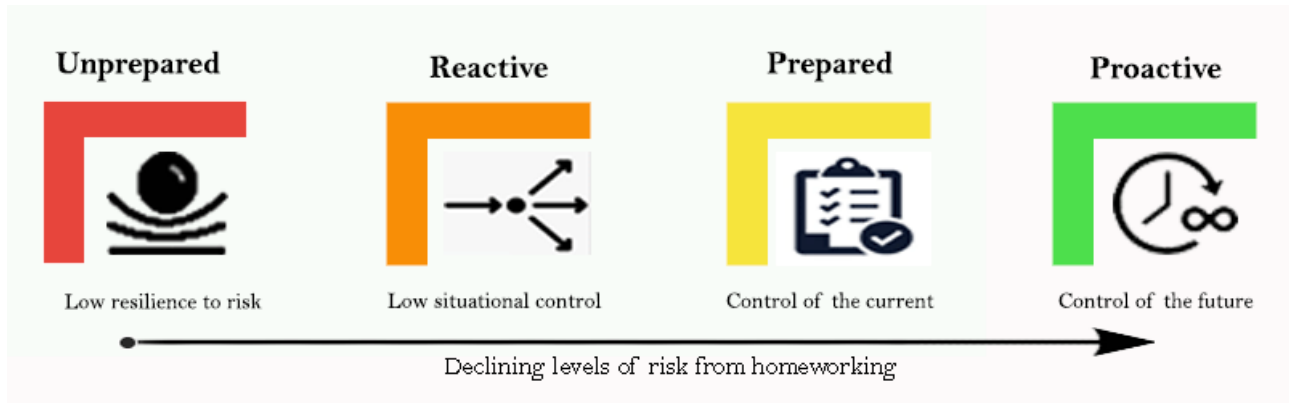 Unprepared
Reactive
Prepared
Proactive
Low resilience to risk
Low situational control
Control of the current
Control of the future
Declining levels of risk from homeworking